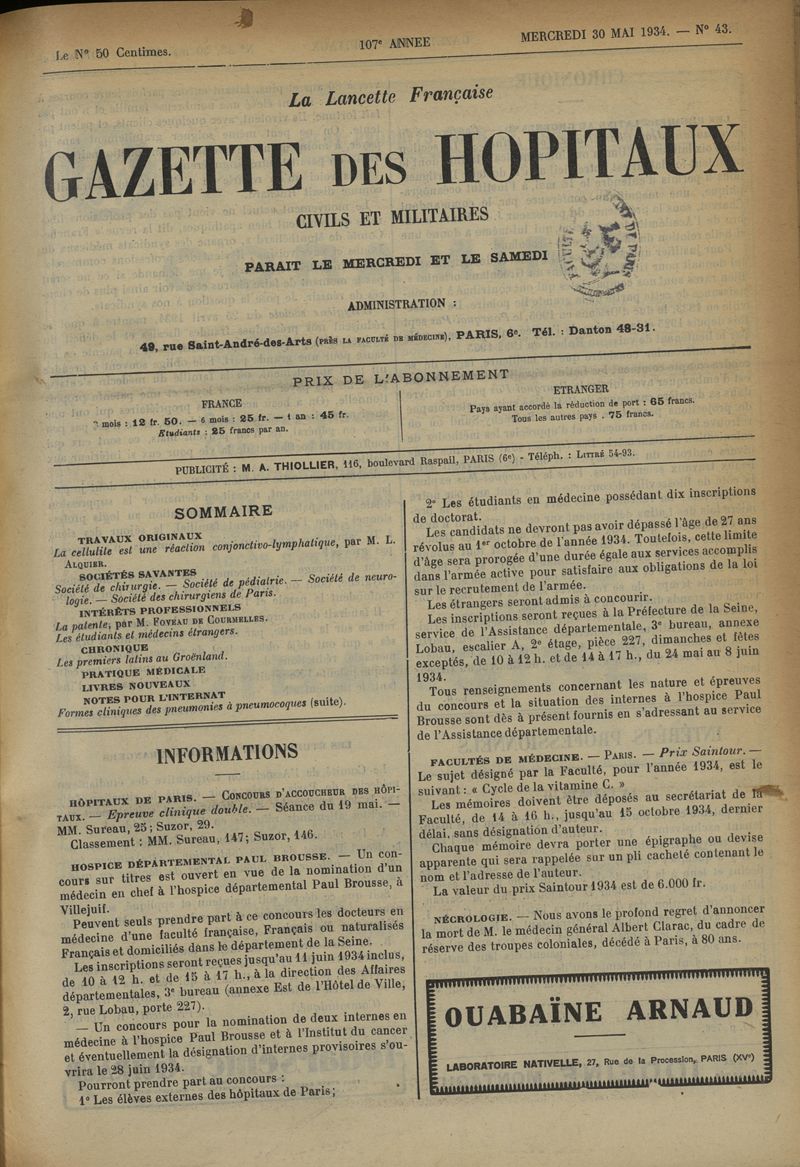 Le N° 50 Centimes.
107e ANNEE
MERCREDI 30 MAI 1934. — N° 43.
La Lancette Française
GAZETTE DES HOPITAUX
CIVILS ET MILITAIRES
PARAIT LE MERCREDI ET LE SAMEDI
ADMINISTRATION :
49, rue Saint-André-des-Arts (PRÈS LA FACULTÉ DE MÉDECINE), PARIS, 6e. Tél. : Danton 48-31.
PRIX DE L'ABONNEMENT
FRANCE
mois : 12 fr. 50. — 6 mois : 25 fr. — 1 an : 45 fr.
Etudiants : 25 francs par an.
ETRANGER
Pays ayant accordé la réduction de port : 65 francs.
Tous les autres pays . 75 francs.
PUBLICITÉ : M. A. THIOLLIER, 116, boulevard Raspail, PARIS (6e) - Téléph. : LITTRÉ 54-93.
SOMMAIRE
TRAVAUX ORIGINAUX
La cellulite est une réaction conjonctivo-lymphatique, par M. L.
ALQUIER.
SOCIÉTÉS SAVANTES
Société de chirurgie. — Société de pédiatrie. — Société de neuro-
logie. — Société des chirurgiens de Paris.
INTÉRÊTS PROFESSIONNELS
La patente, par M. FOVEAU DE COURMELLES.
Les étudiants et médecins étrangers.
CHRONIQUE
Les premiers latins au Groënland.
PRATIQUE MÉDICALE
LIVRES NOUVEAUX
NOTES POUR L'INTERNAT
Formes cliniques des pneumonies à pneumocoques (suite).
INFORMATIONS
HÔPITAUX DE PARIS. — CONCOURS D'ACCOUCHEUR DES HÔPI-
TAUX. — Epreuve clinique double. — Séance du 19 mai. —
MM. Sureau, 25 ; Suzor, 29.
Classement : MM. Sureau, 147 ; Suzor, 146.
HOSPICE DÉPARTEMENTAL PAUL BROUSSE. — Un con-
cours sur titres est ouvert en vue de la nomination d'un
médecin en chef à l'hospice départemental Paul Brousse, à
Villejuif.
Peuvent seuls prendre part à ce concours les docteurs en
médecine d'une faculté française, Français ou naturalisés
Français et domiciliés dans le département de la Seine.
Les inscriptions seront reçues jusqu'au 11 juin 1934 inclus,
de 10 à 12 h. et de 15 à 17 h., à la direction des Affaires
départementales, 3e bureau (annexe Est de l'Hôtel de Ville,
2, rue Lobau, porte 227).
— Un concours pour la nomination de deux internes en
médecine à l'hospice Paul Brousse et à l'Institut du cancer
et éventuellement la désignation d'internes provisoires s'ou-
vrira le 28 juin 1934.
Pourront prendre part au concours :
1° Les élèves externes des hôpitaux de Paris;
2° Les étudiants en médecine possédant dix inscriptions
de doctorat.
Les candidats ne devront pas avoir dépassé l'âge de 27 ans
révolus au 1er octobre de l'année 1934. Toutefois, cette limite
d'âge sera prorogée d'une durée égale aux services accomplis
dans l'armée active pour satisfaire aux obligations de la loi
sur le recrutement de l'armée.
Les étrangers seront admis à concourir.
Les inscriptions seront reçues à la Préfecture de la Seine,
service de l'Assistance départementale, 3e bureau, annexe
Lobau, escalier A, 2e étage, pièce 227, dimanches et fêtes
exceptés, de 10 à 12 h. et de 14 à 17 h., du 24 mai au 8 juin
1934.
Tous renseignements concernant les nature et épreuves
du concours et la situation des internes à l'hospice Paul
Brousse sont dès à présent fournis en s'adressant au service
de l'Assistance départementale.
FACULTÉS DE MÉDECINE. — PARIS. — Prix Saintour. —
Le sujet désigné par la Faculté, pour l'année 1934, est le
suivant : « Cycle de la vitamine C. »
Les mémoires doivent être déposés au secrétariat de la
Faculté, de 14 à 16 h., jusqu'au 15 octobre 1934, dernier
délai, sans désignation d'auteur.
Chaque mémoire devra porter une épigraphe ou devise
apparente qui sera rappelée sur un pli cacheté contenant le
nom et l'adresse de l'auteur.
La valeur du prix Saintour 1934 est de 6.000 fr.
NÉCROLOGIE. — Nous avons le profond regret d'annoncer
la mort de M. le médecin général Albert Clarac, du cadre de
réserve des troupes coloniales, décédé à Paris, à 80 ans.
OUABAÏNE ARNAUD
LABORATOIRE NATIVELLE, 27, Rue de la Procession, PARIS (XVe)